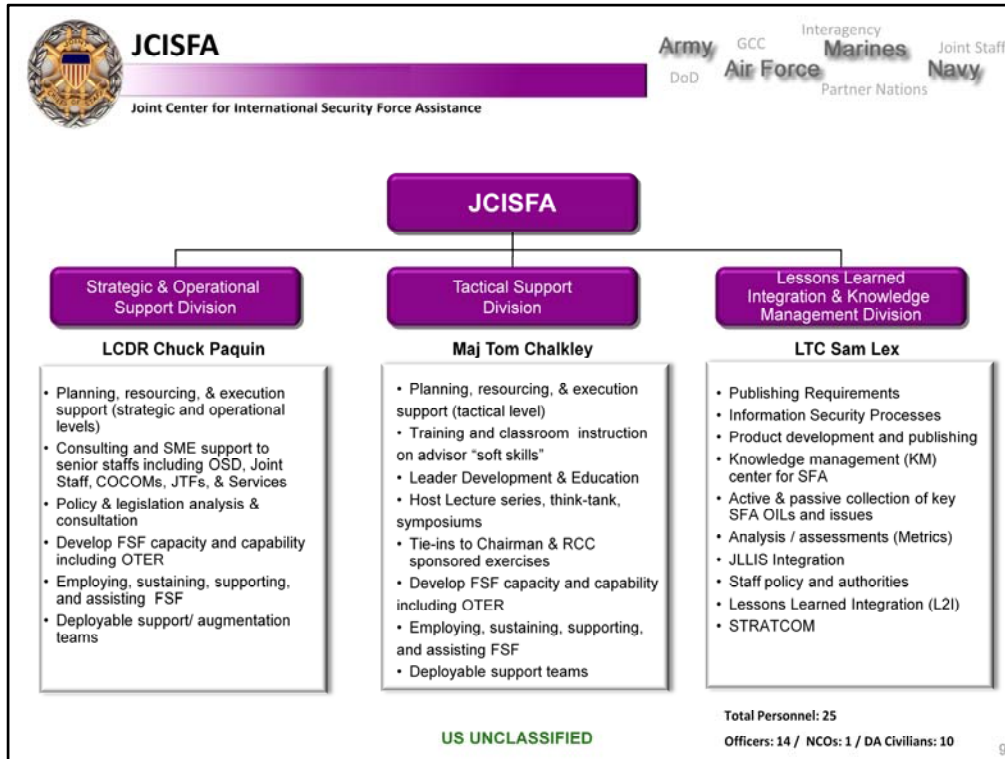 JCISFA
Joint Center for International Security Force Assistance
Interagency
Army GCC Marines Joint Staff
DoD Air Force Navy
Partner Nations
JCISFA
Strategic & Operational
Support Division
LCDR Chuck Paquin
• Planning, resourcing, & execution
support (strategic and operational
levels)
• Consulting and SME support to
senior staffs including OSD, Joint
Staff, COCOMs, JTFs, & Services
• Policy & legislation analysis &
consultation
• Develop FSF capacity and capability
including OTER
• Employing, sustaining, supporting,
and assisting FSF
• Deployable support/ augmentation
teams
Tactical Support
Division
Maj Tom Chalkley
• Planning, resourcing, & execution
support (tactical level)
• Training and classroom instruction
on advisor “soft skills”
• Leader Development & Education
• Host Lecture series, think-tank,
symposiums
• Tie-ins to Chairman & RCC
sponsored exercises
• Develop FSF capacity and capability
including OTER
• Employing, sustaining, supporting,
and assisting FSF
• Deployable support teams
Lessons Learned
Integration & Knowledge
Management Division
LTC Sam Lex
• Publishing Requirements
• Information Security Processes
• Product development and publishing
• Knowledge management (KM)
center for SFA
• Active & passive collection of key
SFA OILs and issues
• Analysis / assessments (Metrics)
• JLLIS Integration
• Staff policy and authorities
• Lessons Learned Integration (L2I)
• STRATCOM
Total Personnel: 25
Officers: 14 / NCOs: 1 / DA Civilians: 10
US UNCLASSIFIED
9